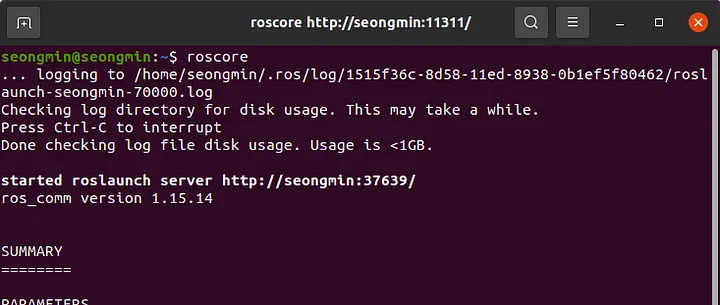 roscore http://seongmin:11311/
seongmin@seongmin:~$ roscore
... logging to /home/seongmin/.ros/log/1515f36c-8d58-11ed-8938-0b1ef5f80462/rosl
aunch-seongmin-70000.log
Checking log directory for disk usage. This may take a while.
Press Ctrl-C to interrupt
Done checking log file disk usage. Usage is <1GB.
started roslaunch server http://seongmin:37639/
ros_comm version 1.15.14
SUMMARY
========
PARAMETERS